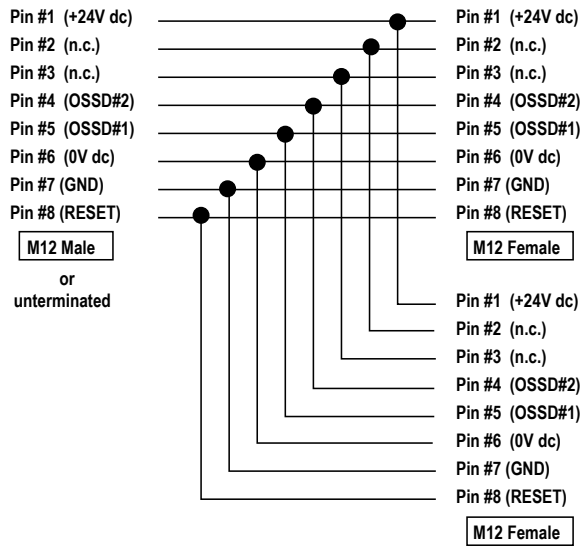 Pin #1 (+24V dc)
Pin #2 (n.c.)
Pin #3 (n.c.)
Pin #4 (OSSD#2)
Pin #5 (OSSD#1)
Pin #6 (0V dc)
Pin #7 (GND)
Pin #8 (RESET)
M12 Male
or
unterminated
Pin #1 (+24V dc)
Pin #2 (n.c.)
Pin #3 (n.c.)
Pin #4 (OSSD#2)
Pin #5 (OSSD#1)
Pin #6 (0V dc)
Pin #7 (GND)
Pin #8 (RESET)
M12 Female
Pin #1 (+24V dc)
Pin #2 (n.c.)
Pin #3 (n.c.)
Pin #4 (OSSD#2)
Pin #5 (OSSD#1)
Pin #6 (0V dc)
Pin #7 (GND)
Pin #8 (RESET)
M12 Female